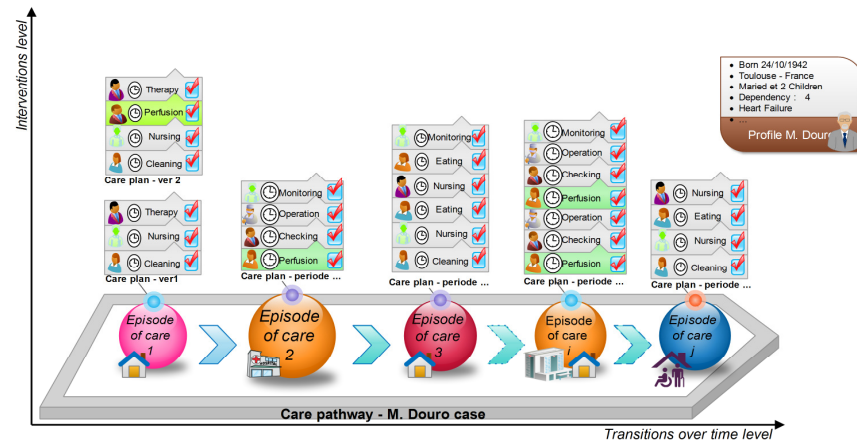 Interventions level
Therapy
Perfusion
Nursing
Cleaning
Care plan - ver 2
Therapy
Nursing
Cleaning
Care plan - ver1
Monitoring
Operation
Checking
Perfusion
Care plan - periode ...
Monitoring
Eating
Nursing
Eating
Nursing
Cleaning
Care plan - periode ...
Monitoring
Operation
Checking
Perfusion
Operation
Checking
Perfusion
Care plan - periode ...
Nursing
Eating
Nursing
Cleaning
Care plan - periode ...
• Born 24/10/1942
• Toulouse - France
• Maried et 2 Children
• Dependency : 4
• Heart Failure
• ...
Profile M. Douro
Episode
of care
1
Episode
of care
2
Episode
of care
3
Episode
of care
i
Episode
of care
j
Care pathway - M. Douro case
Transitions over time level